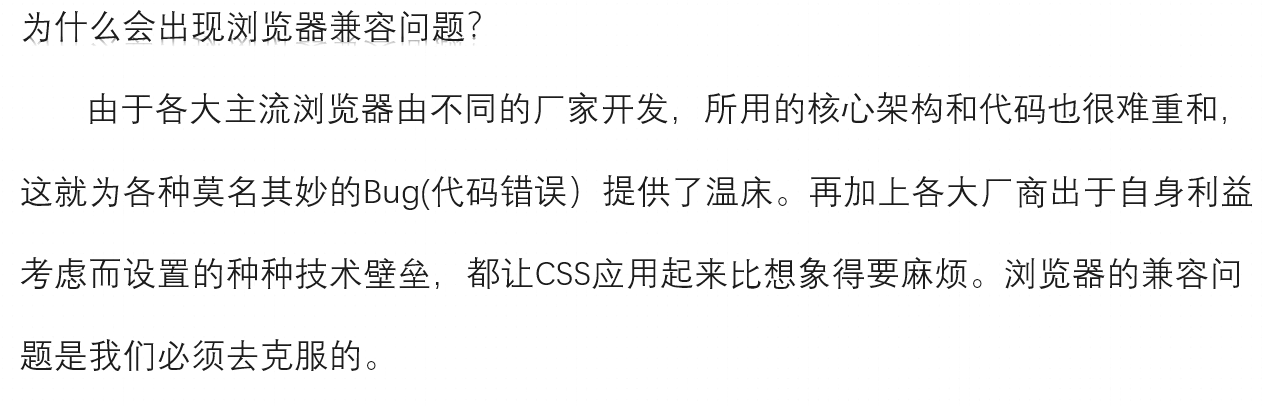 为什么会出现浏览器兼容问题?
由于各大主流浏览器由不同的厂家开发，所用的核心架构和代码也很难重和，
这就为各种莫名其妙的Bug(代码错误）提供了温床。再加上各大厂商出于自身利益
考虑而设置的种种技术壁垒，都让CSS应用起来比想象得要麻烦。浏览器的兼容问
题是我们必须去克服的。